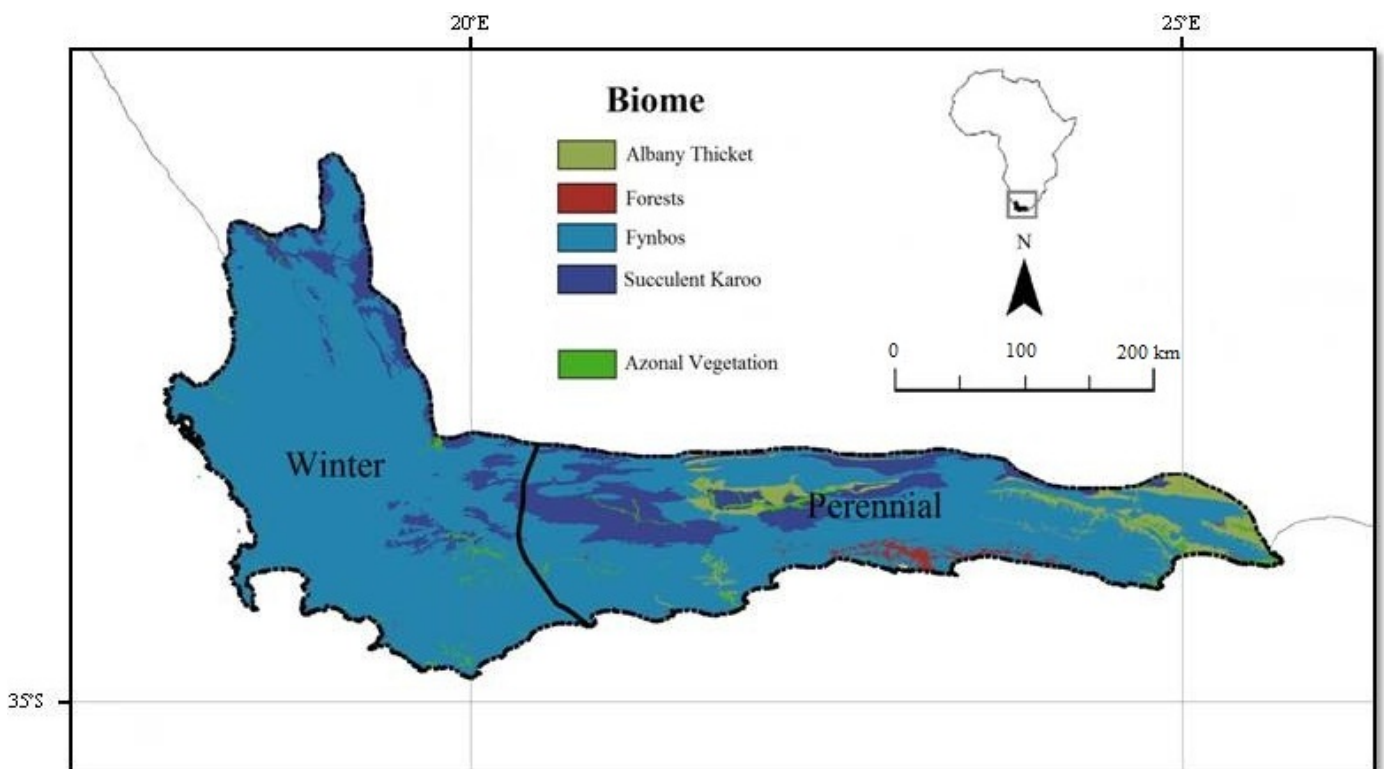 20°E
25°E
Biome
Albany Thicket
Forests
Fynbos
Succulent Karoo
Azonal Vegetation
N
0 100 200 km
Winter
Perennial
35°S